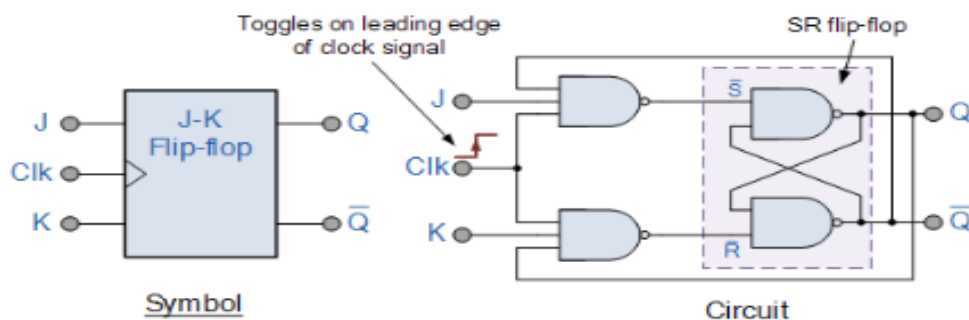 Toggles on leading edge
of clock signal
SR flip-flop
J
J-K
Flip-flop
Q
Clk
K
Q̅
Symbol
J
S̅
Q
Clk
K
R̅
Q̅
Circuit